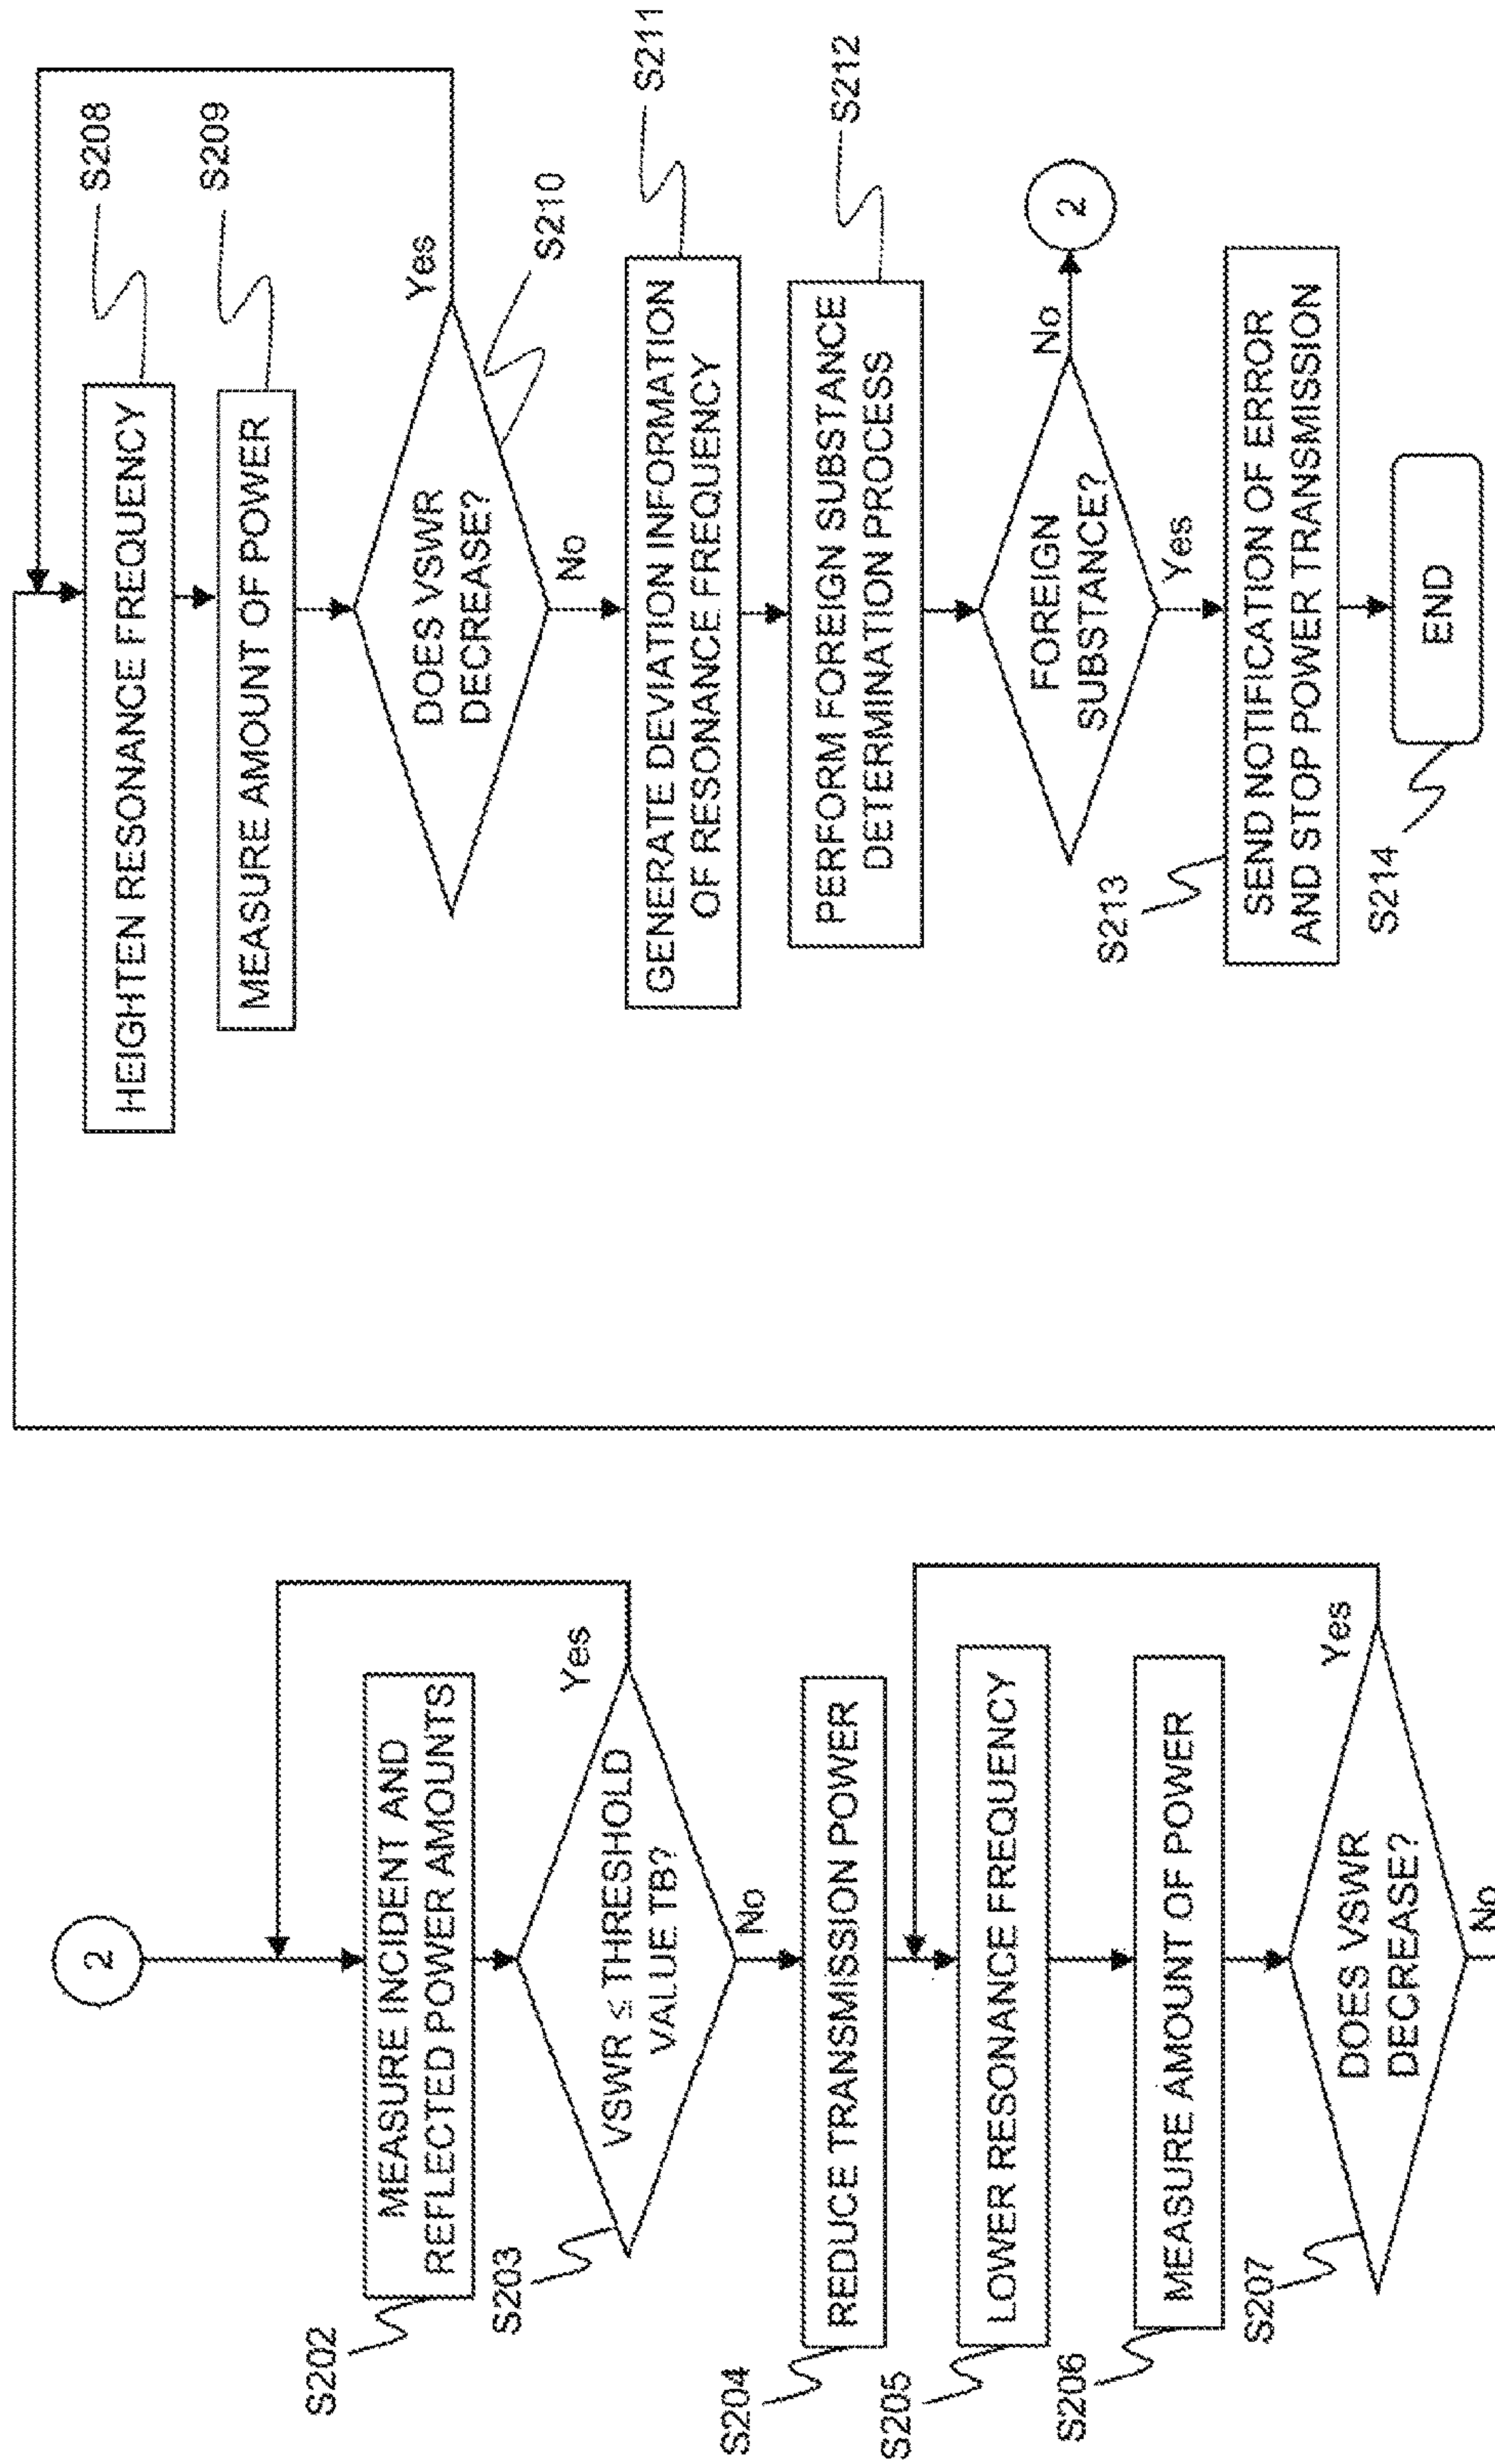 2
MEASURE INCIDENT AND
REFLECTED POWER AMOUNTS
S202
VSWR ≤ THRESHOLD
VALUE TB?
Yes
No
S203
REDUCE TRANSMISSION POWER
S204
LOWER RESONANCE FREQUENCY
S205
MEASURE AMOUNT OF POWER
S206
DOES VSWR
DECREASE?
Yes
No
S207
HEIGHTEN RESONANCE FREQUENCY
S208
MEASURE AMOUNT OF POWER
S209
DOES VSWR
DECREASE?
Yes
No
S210
GENERATE DEVIATION INFORMATION
OF RESONANCE FREQUENCY
S211
PERFORM FOREIGN SUBSTANCE
DETERMINATION PROCESS
S212
FOREIGN
SUBSTANCE?
No
2
Yes
SEND NOTIFICATION OF ERROR
AND STOP POWER TRANSMISSION
S213
END
S214